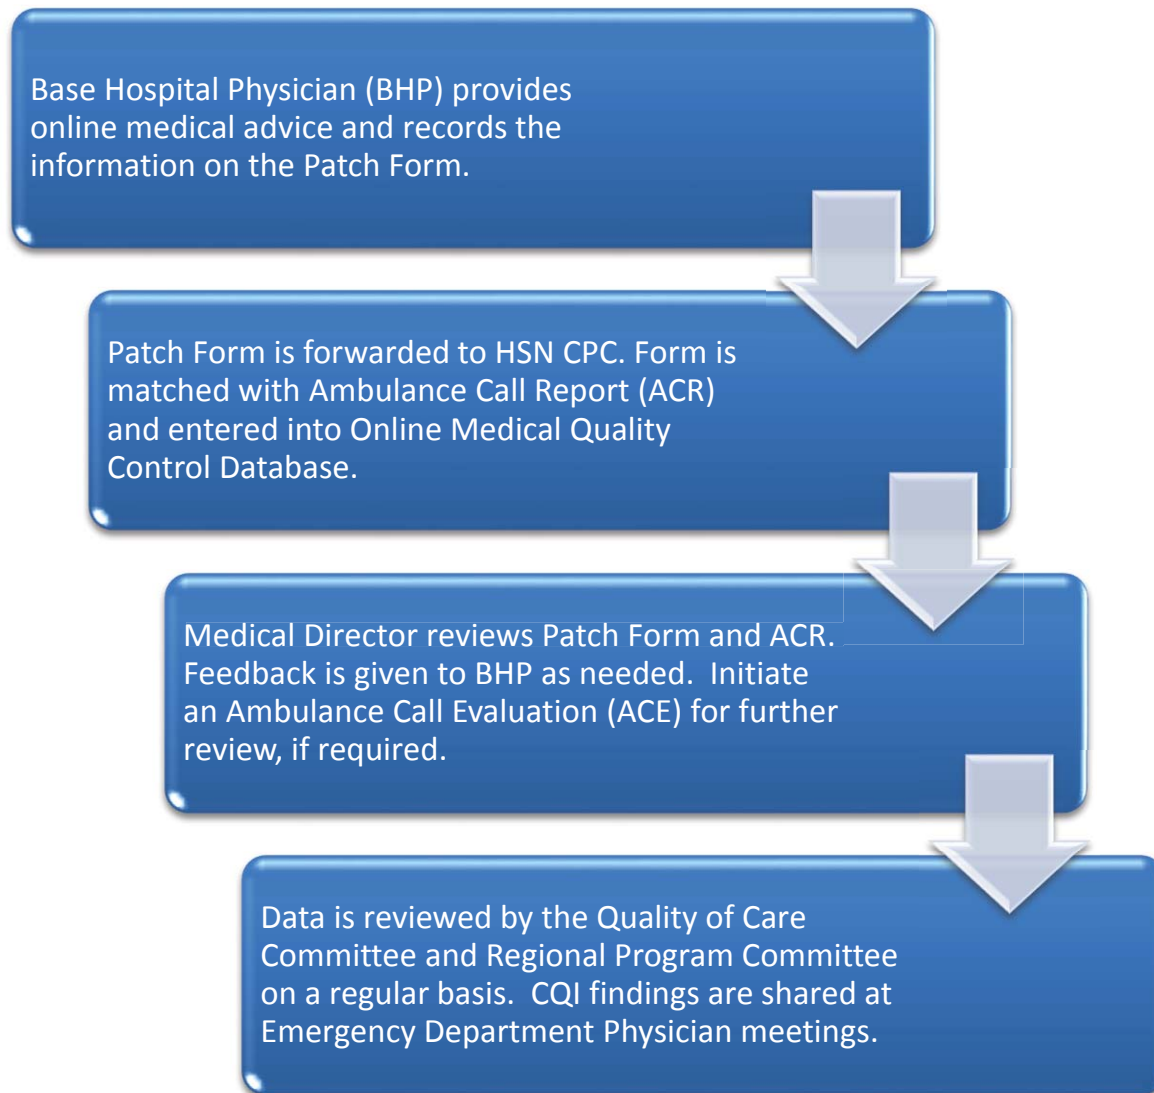 Base Hospital Physician (BHP) provides
online medical advice and records the
information on the Patch Form.
Patch Form is forwarded to HSN CPC. Form is
matched with Ambulance Call Report (ACR)
and entered into Online Medical Quality
Control Database.
Medical Director reviews Patch Form and ACR.
Feedback is given to BHP as needed.  Initiate
an Ambulance Call Evaluation (ACE) for further
review, if required.
Data is reviewed by the Quality of Care
Committee and Regional Program Committee
on a regular basis.  CQI findings are shared at
Emergency Department Physician meetings.